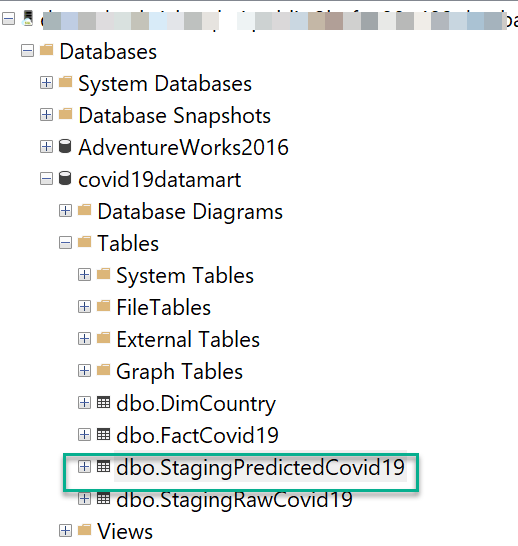 Databases
System Databases
Database Snapshots
AdventureWorks2016
covid19datamart
Database Diagrams
Tables
System Tables
FileTables
External Tables
Graph Tables
dbo.DimCountry
dbo.FactCovid19
dbo.StagingPredictedCovid19
dbo.StagingRawCovid19
Views